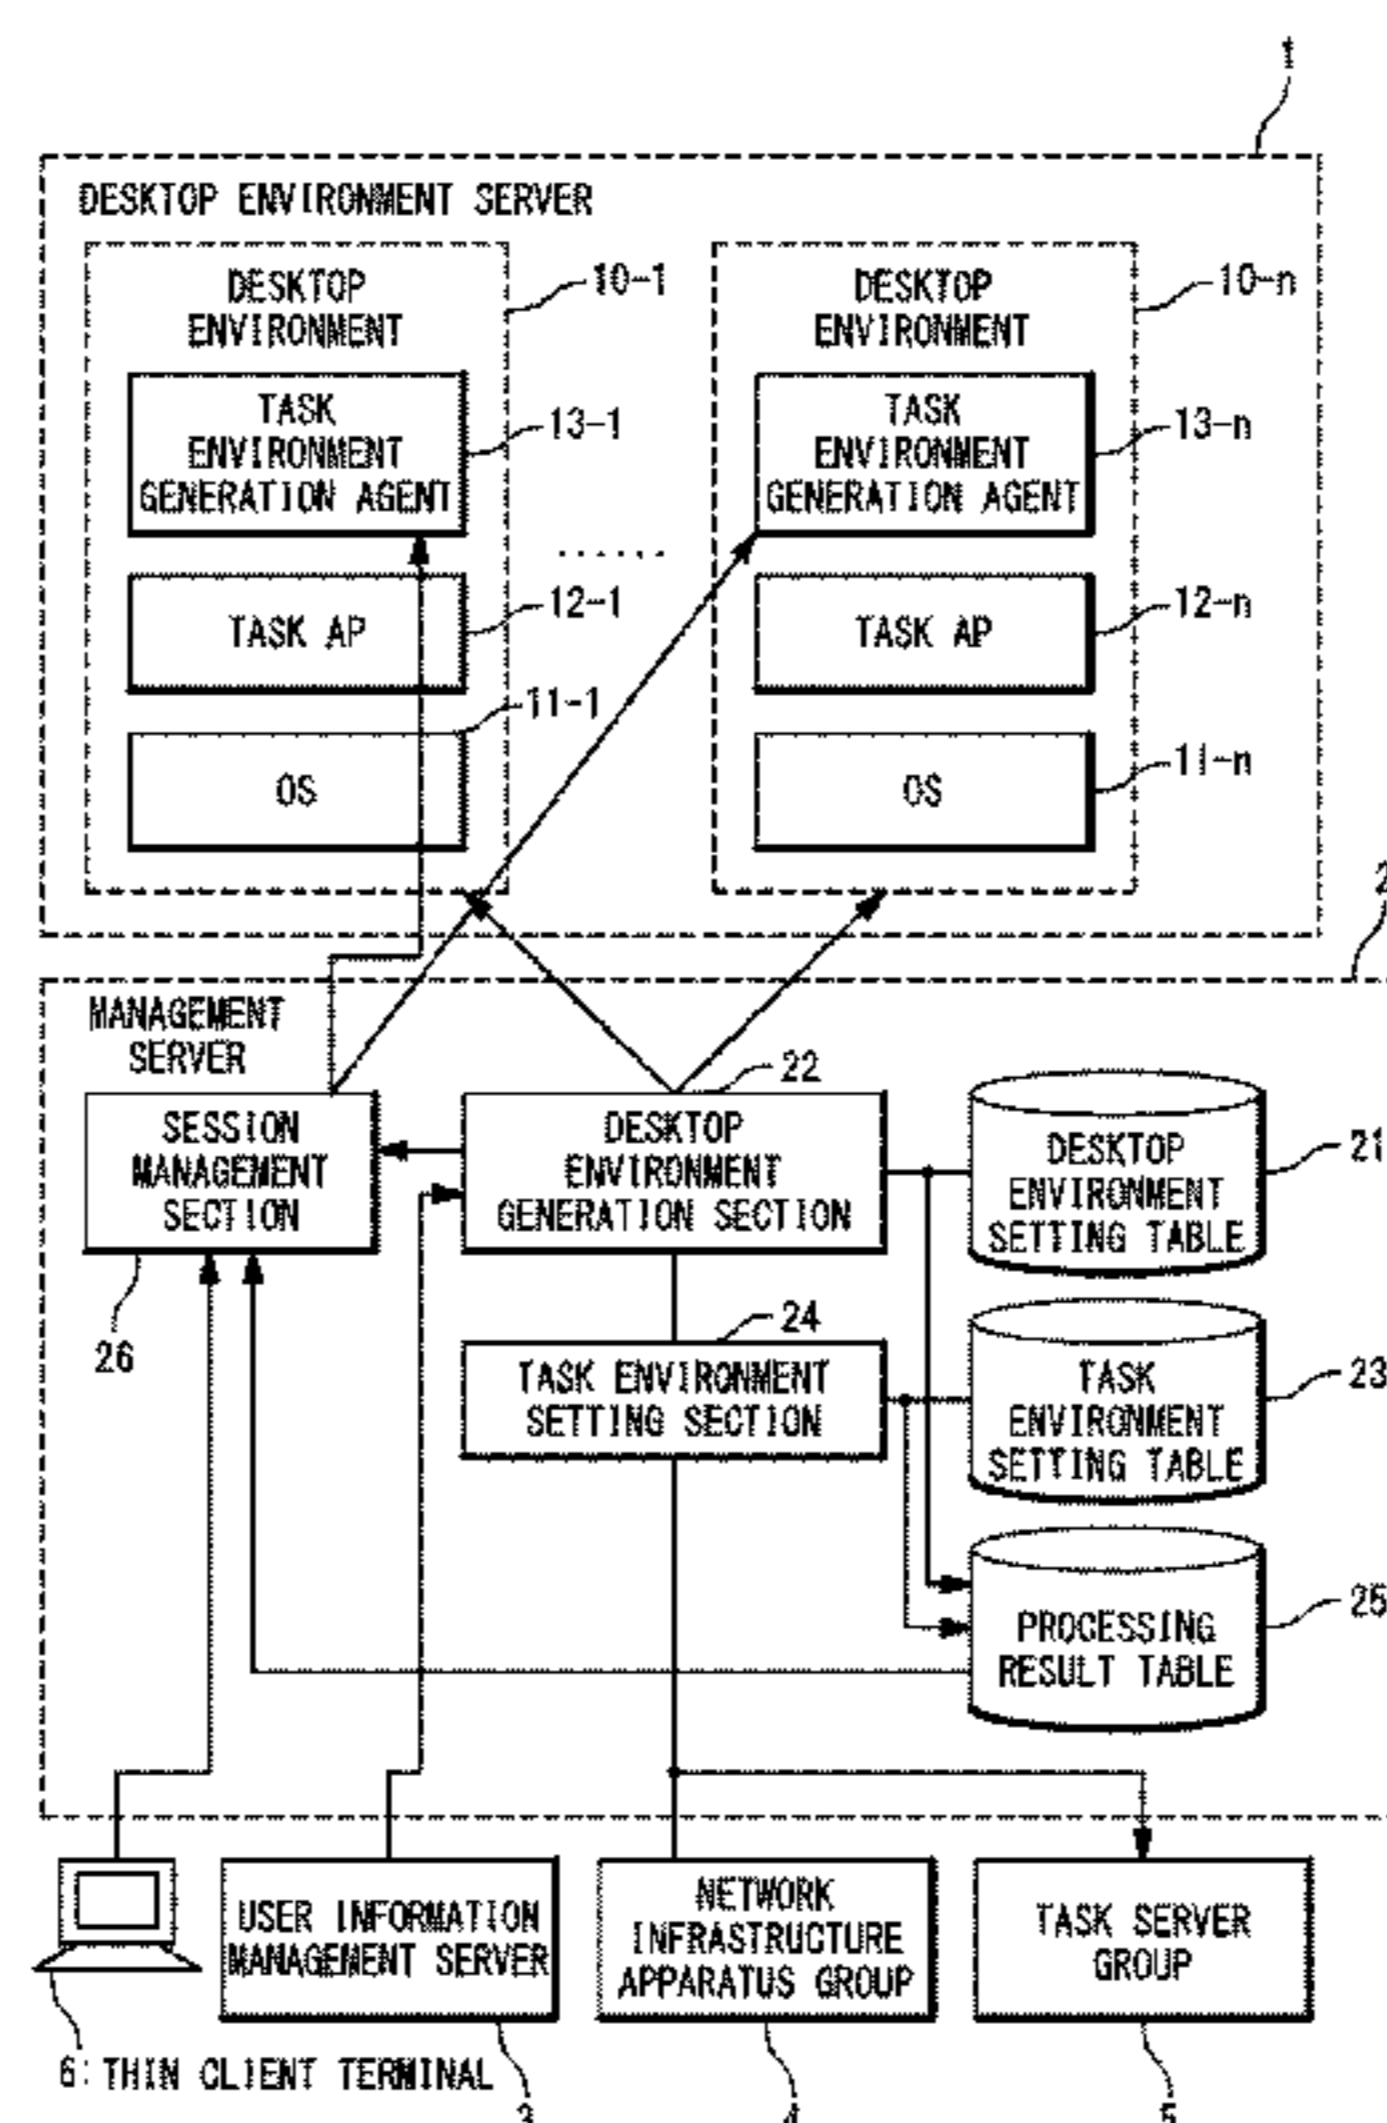 1
DESKTOP ENVIRONMENT SERVER
DESKTOP
ENVIRONMENT
10-1
TASK
ENVIRONMENT
GENERATION AGENT
13-1
TASK AP
12-1
11-1
OS
......
DESKTOP
ENVIRONMENT
10-n
TASK
ENVIRONMENT
GENERATION AGENT
13-n
TASK AP
12-n
OS
11-n
2
MANAGEMENT
SERVER
SESSION
MANAGEMENT
SECTION
26
22
DESKTOP
ENVIRONMENT
GENERATION SECTION
DESKTOP
ENVIRONMENT
SETTING TABLE
21
24
TASK ENVIRONMENT
SETTING SECTION
TASK
ENVIRONMENT
SETTING TABLE
23
PROCESSING
RESULT TABLE
25
6: THIN CLIENT TERMINAL
USER INFORMATION
MANAGEMENT SERVER
3
NETWORK
INFRASTRUCTURE
APPARATUS GROUP
4
TASK SERVER
GROUP
5